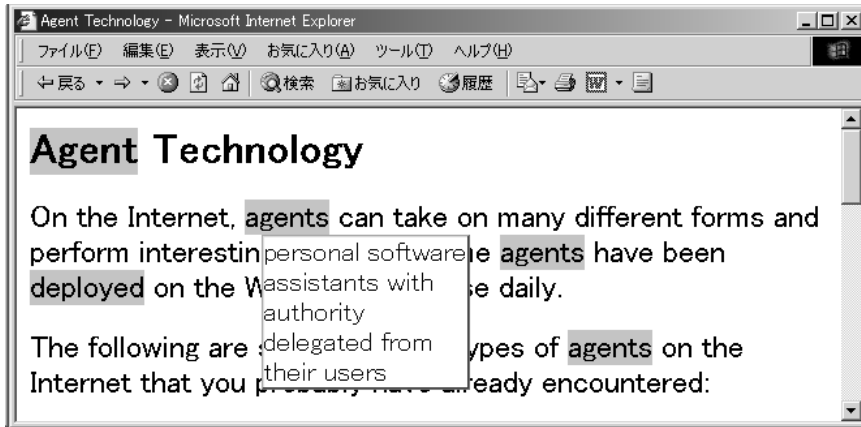 Agent Technology - Microsoft Internet Explorer
ファイル(F) 編集(E) 表示(V) お気に入り(A) ツール(T) ヘルプ(H)
戻る 検索 お気に入り 履歴
Agent Technology
On the Internet, agents can take on many different forms and
perform interestin e agents have been
deployed on the W se daily.
The following are s ypes of agents on the
Internet that you p already encountered:
personal software
assistants with
authority
delegated from
their users